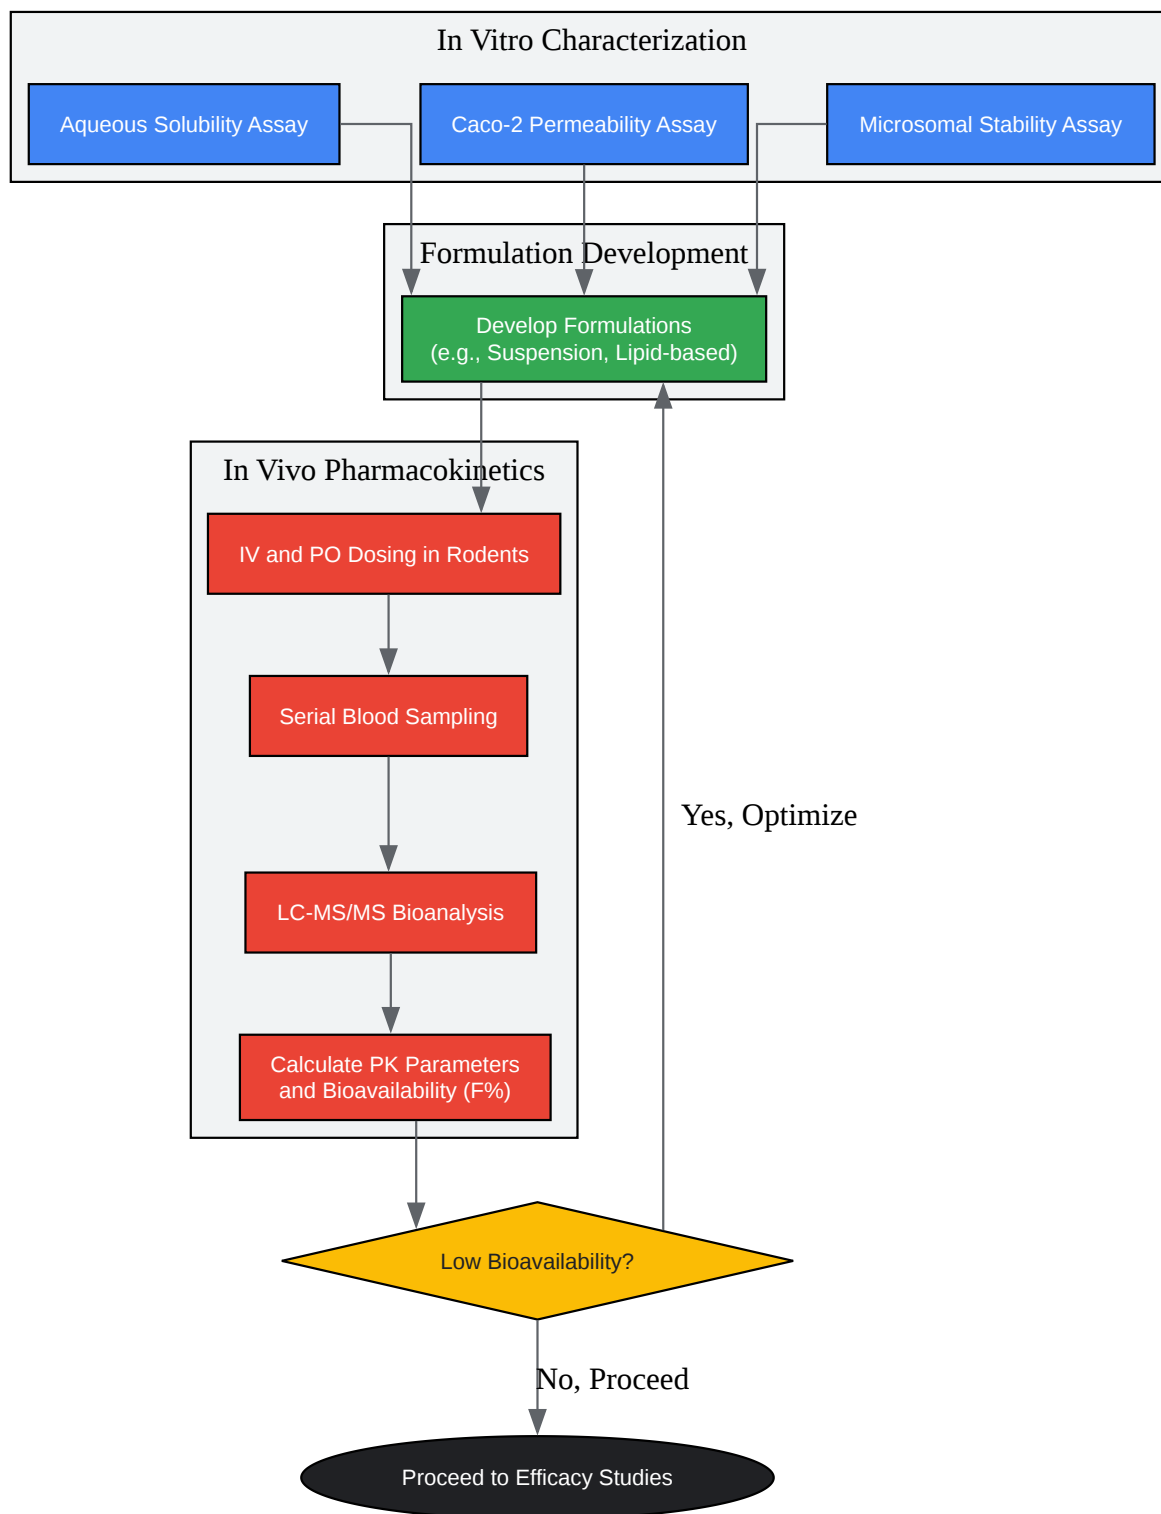 In Vitro Characterization
Aqueous Solubility Assay
Caco-2 Permeability Assay
Microsomal Stability Assay
Formulation Development
Develop Formulations
(e.g., Suspension, Lipid-based)
In Vivo Pharmacokinetics
IV and PO Dosing in Rodents
Serial Blood Sampling
Yes, Optimize
LC-MS/MS Bioanalysis
Calculate PK Parameters
and Bioavailability (F%)
Low Bioavailability?
No, Proceed
Proceed to Efficacy Studies